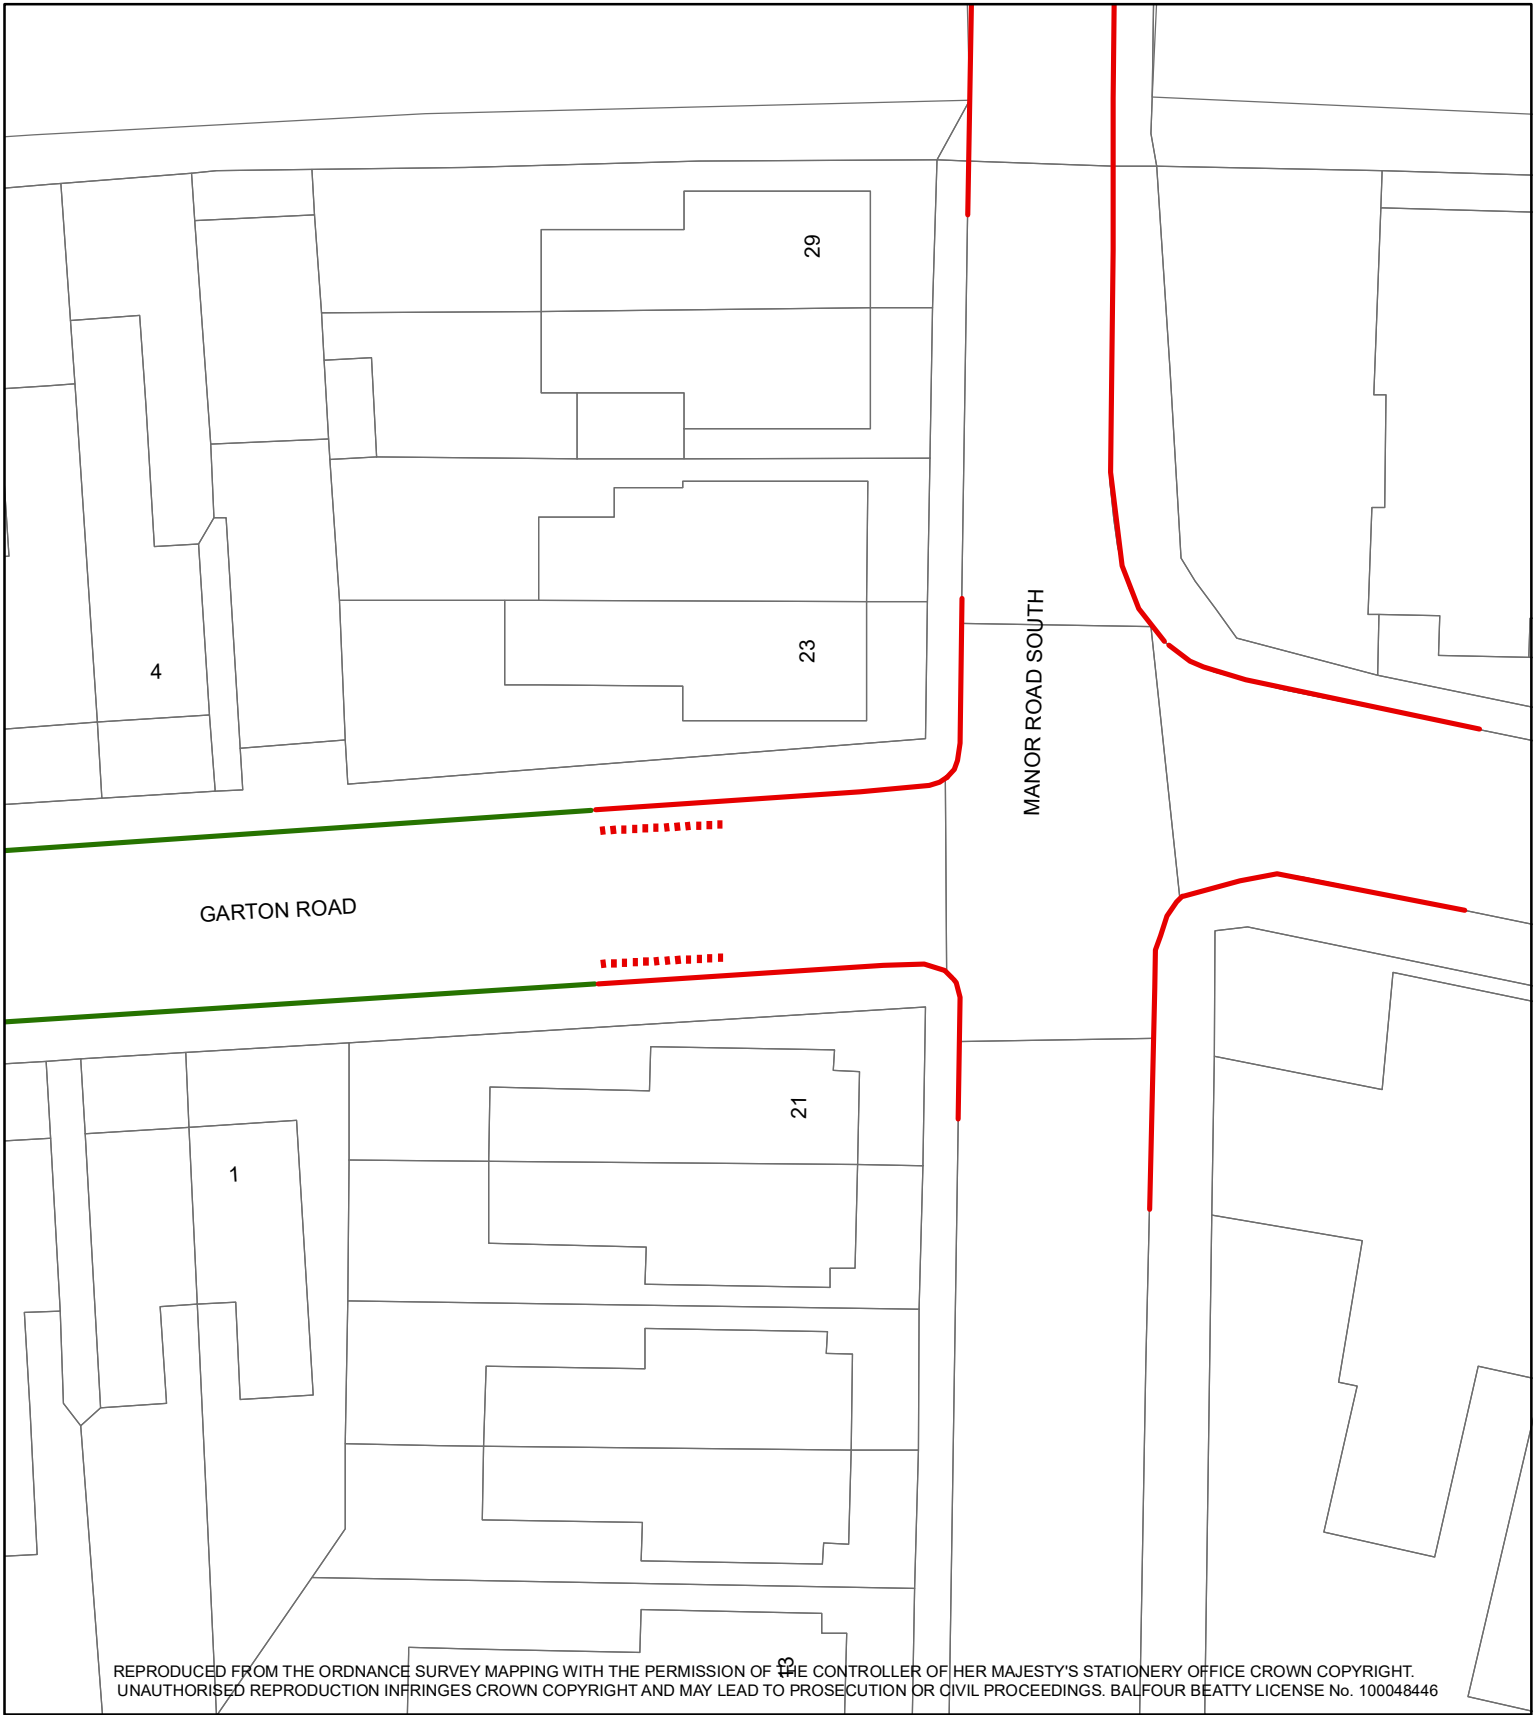 29
23
4
MANOR ROAD SOUTH
GARTON ROAD
21
1
13
REPRODUCED FROM THE ORDNANCE SURVEY MAPPING WITH THE PERMISSION OF THE CONTROLLER OF HER MAJESTY'S STATIONERY OFFICE CROWN COPYRIGHT.
UNAUTHORISED REPRODUCTION INFRINGES CROWN COPYRIGHT AND MAY LEAD TO PROSECUTION OR CIVIL PROCEEDINGS. BALFOUR BEATTY LICENSE No. 100048446